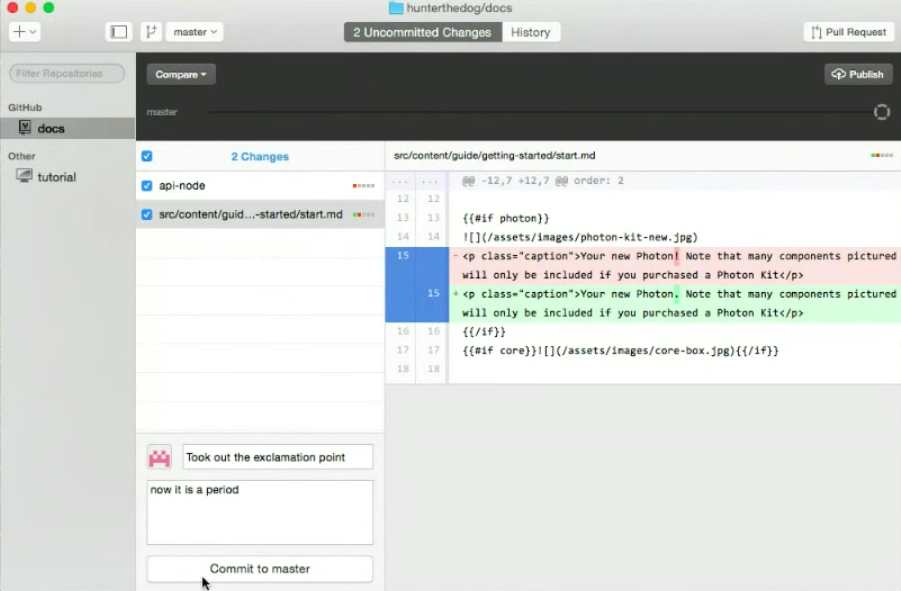 hunterthedog/docs
master
2 Uncommitted Changes
History
Pull Request
Filter Repositories
Compare
Publish
GitHub
master
docs
Other
tutorial
2 Changes
api-node
src/content/guid...-started/start.md
src/content/guide/getting-started/start.md
... ... @@ -12,7 +12,7 @@ order: 2
12 12
13 13 {{#if photon}}
14 14 ![](/assets/images/photon-kit-new.jpg)
15 - <p class="caption">Your new Photon! Note that many components pictured
will only be included if you purchased a Photon Kit</p>
15 + <p class="caption">Your new Photon. Note that many components pictured
will only be included if you purchased a Photon Kit</p>
16 16 {{/if}}
17 17 {{#if core}}![](/assets/images/core-box.jpg){{/if}}
18 18
Took out the exclamation point
now it is a period
Commit to master